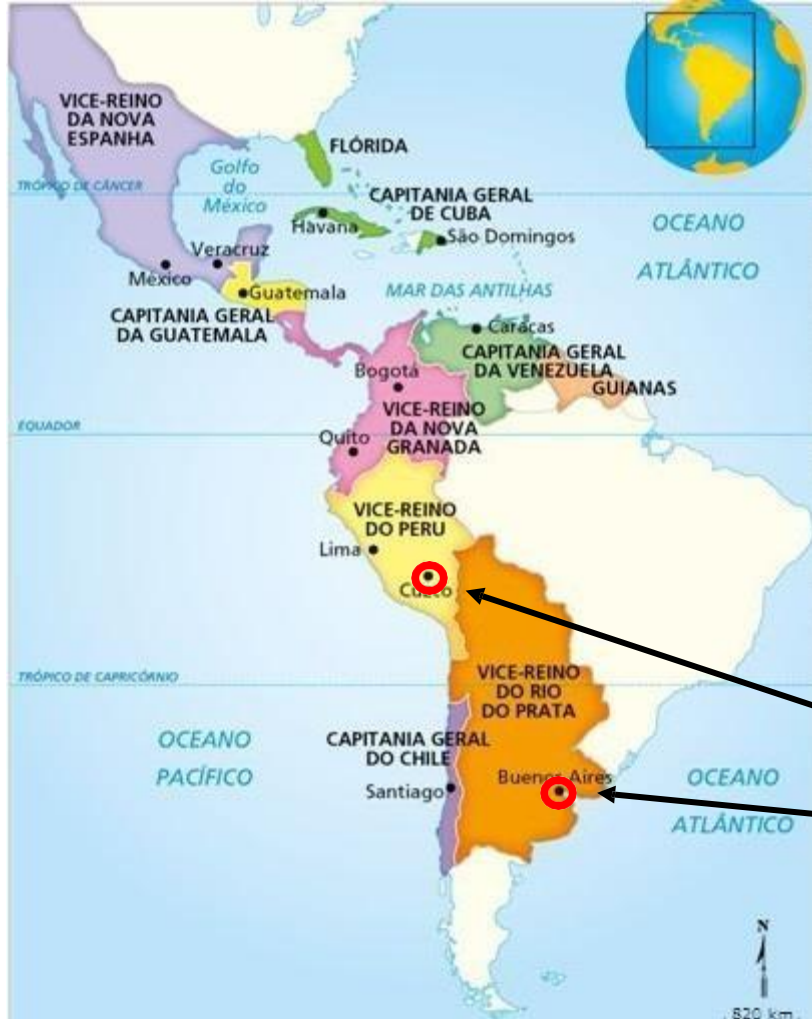 VICE-REINO
DA NOVA
ESPANHA
FLÓRIDA
Golfo
do
México
TRÓPICO DE CÂNCER
CAPITANIA GERAL
DE CUBA
Havana
São Domingos
OCEANO
ATLÂNTICO
Veracruz
México
Guatemala
MAR DAS ANTILHAS
CAPITANIA GERAL
DA GUATEMALA
Caracas
CAPITANIA GERAL
DA VENEZUELA
GUIANAS
Bogotá
VICE-REINO
DA NOVA
GRANADA
EQUADOR
Quito
VICE-REINO
DO PERU
Lima
Cuzco
TRÓPICO DE CAPRICÓRNIO
VICE-REINO
DO RIO
DO PRATA
OCEANO
PACÍFICO
CAPITANIA GERAL
DO CHILE
Santiago
Buenos Aires
OCEANO
ATLÂNTICO
N
820 km